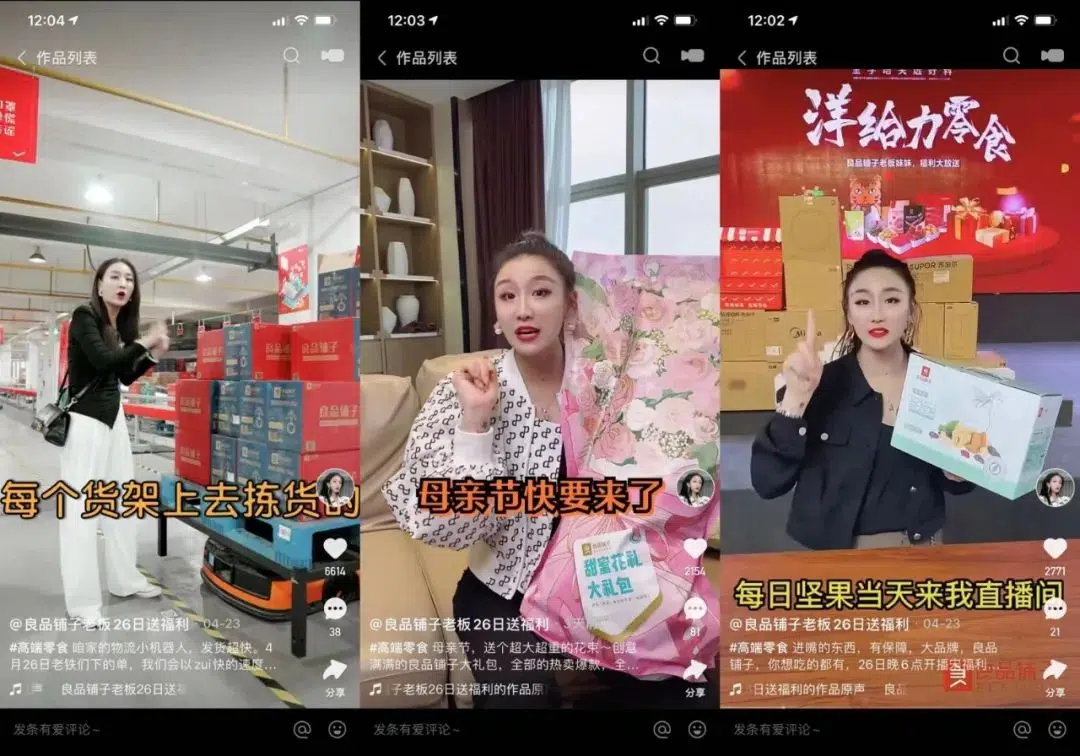 12:04
作品列表
良品铺子
良品铺子
每个货架上去拣货的
6614
38
@良品铺子老板26日送福利 · 04-23
#高端零食 咱家的物流小机器人，发货超快。4
月26日老铁们下的单，我们会以zui快的速度...
分享
良品铺子老板26日送福
发条有爱评论~
12:03
作品列表
母亲节快要来了
良品铺子
甜蜜花礼
大礼包
2154
81
@良品铺子老板26日送福利
#高端零食 母亲节，送个超大超重的花束~创意
满满的良品铺子大礼包，全部的热卖爆款，全...
分享
子老板26日送福利的作品原
发条有爱评论~
12:02
作品列表
洋给力零食
良品铺子老板妹妹，福利大放送
SUPOR 苏泊尔
SUPOR
Midea
每日坚果当天来我直播间
2771
21
@良品铺子老板26日送福利 · 04-23
#高端零食 进嘴的东西，有保障，大品牌，良品
铺子，你想吃的都有，26日晚6点开播
福利...
良品铺
分享
日送福利的作品原声
良品
发条有爱评论~